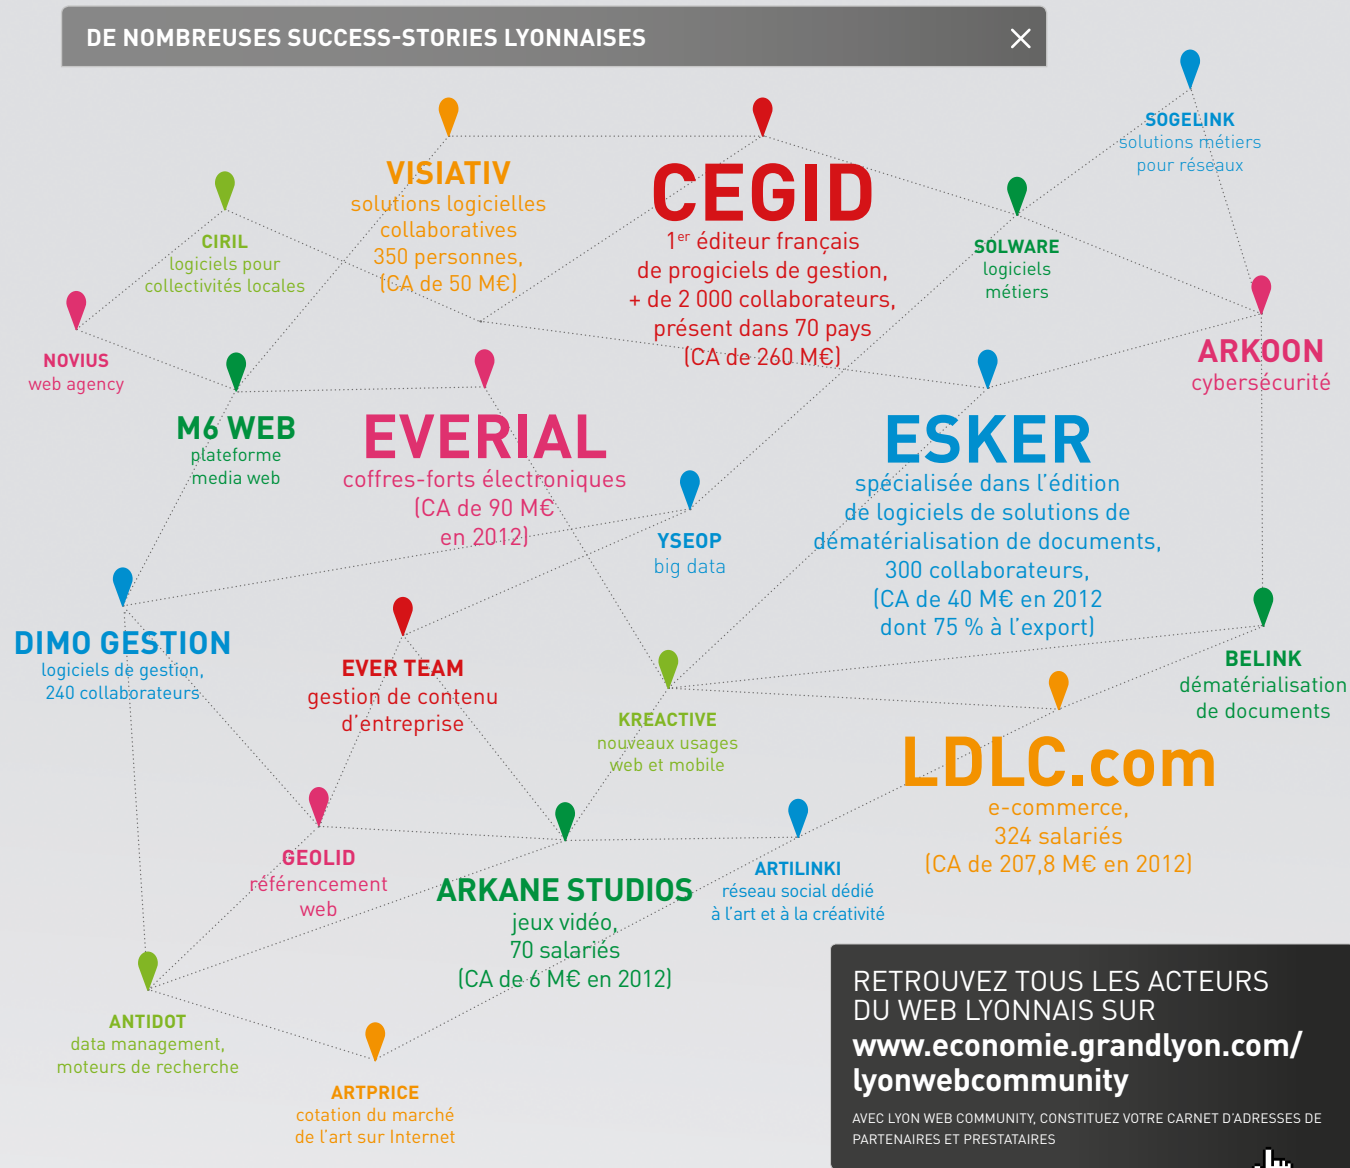 DE NOMBREUSES SUCCESS-STORIES LYONNAISES
SOGELINK
solutions métiers
pour réseaux
VISIATIV
solutions logicielles
collaboratives
350 personnes,
(CA de 50 M€)
CEGID
1er éditeur français
de progiciels de gestion,
+ de 2 000 collaborateurs,
présent dans 70 pays
(CA de 260 M€)
CIRIL
logiciels pour
collectivités locales
SOLWARE
logiciels
métiers
NOVIUS
web agency
ARKOON
cybersécurité
M6 WEB
plateforme
media web
EVERIAL
coffres-forts électroniques
(CA de 90 M€
en 2012)
ESKER
spécialisée dans l'édition
de logiciels de solutions de
dématérialisation de documents,
300 collaborateurs,
(CA de 40 M€ en 2012
dont 75 % à l'export)
YSEOP
big data
DIMO GESTION
logiciels de gestion,
240 collaborateurs
EVER TEAM
gestion de contenu
d'entreprise
KREACTIVE
nouveaux usages
web et mobile
BELINK
dématérialisation
de documents
LDLC.com
e-commerce,
324 salariés
(CA de 207,8 M€ en 2012)
GEOLID
référencement
web
ARKANE STUDIOS
jeux vidéo,
70 salariés
(CA de 6 M€ en 2012)
ARTILINKI
réseau social dédié
à l'art et à la créativité
ANTIDOT
data management,
moteurs de recherche
ARTPRICE
cotation du marché
de l'art sur Internet
RETROUVEZ TOUS LES ACTEURS
DU WEB LYONNAIS SUR
www.economie.grandlyon.com/
lyonwebcommunity
AVEC LYON WEB COMMUNITY, CONSTITUEZ VOTRE CARNET D'ADRESSES DE
PARTENAIRES ET PRESTATAIRES